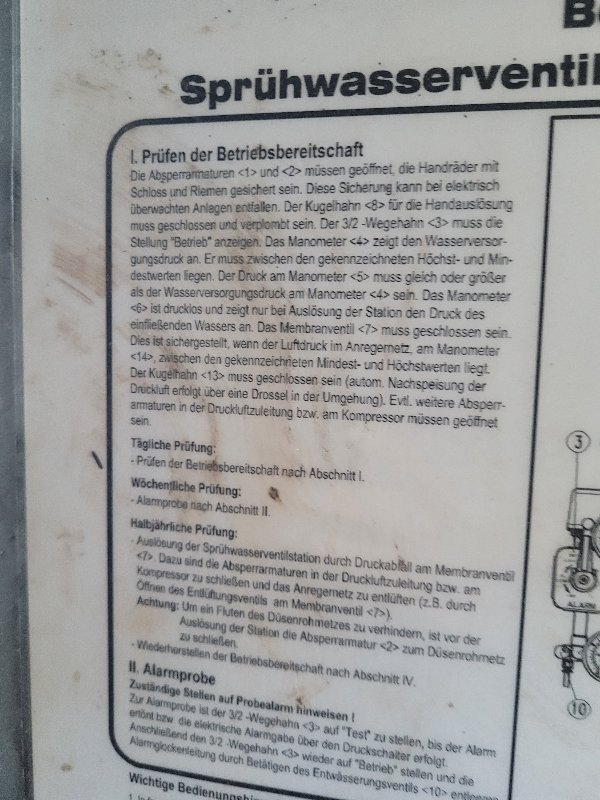 Sprühwasserventil
I. Prüfen der Betriebsbereitschaft
Die Absperrarmaturen <1> und <2> müssen geöffnet, die Handräder mit
Schloss und Riemen gesichert sein. Diese Sicherung kann bei elektrisch
überwachten Anlagen entfallen. Der Kugelhahn <8> für die Handauslösung
muss geschlossen und verplombt sein. Der 3/2 -Wegehahn <3> muss die
Stellung "Betrieb" anzeigen. Das Manometer <4> zeigt den Wasserversor-
gungsdruck an. Er muss zwischen den gekennzeichneten Höchst- und Min-
destwerten liegen. Der Druck am Manometer <5> muss gleich oder größer
als der Wasserversorgungsdruck am Manometer <4> sein. Das Manometer
<6> ist drucklos und zeigt nur bei Auslösung der Station den Druck des
einfließenden Wassers an. Das Membranventil <7> muss geschlossen sein.
Dies ist sichergestellt, wenn der Luftdruck im Anregernetz, am Manometer
<14>, zwischen den gekennzeichneten Mindest- und Höchstwerten liegt.
Der Kugelhahn <13> muss geschlossen sein (autom. Nachspeisung der
Druckluft erfolgt über eine Drossel in der Umgehung). Evtl. weitere Absperr-
armaturen in der Druckluftzuleitung bzw. am Kompressor müssen geöffnet
sein.
Tägliche Prüfung:
- Prüfen der Betriebsbereitschaft nach Abschnitt I.
Wöchentliche Prüfung:
- Alarmprobe nach Abschnitt II.
Halbjährliche Prüfung:
- Auslösung der Sprühwasserventilstation durch Druckabfall am Membranventil
<7>. Dazu sind die Absperrarmaturen in der Druckluftzuleitung bzw. am
Kompressor zu schließen und das Anregernetz zu entlüften (z.B. durch
Öffnen des Entlüftungsventils am Membranventil <7>).
Achtung: Um ein Fluten des Düsenrohrnetzes zu verhindern, ist vor der
Auslösung der Station die Absperrarmatur <2> zum Düsenrohrnetz
zu schließen.
- Wiederherstellen der Betriebsbereitschaft nach Abschnitt IV.
II. Alarmprobe
Zuständige Stellen auf Probealarm hinweisen !
Zur Alarmprobe ist der 3/2 -Wegehahn <3> auf "Test" zu stellen, bis der Alarm
ertönt bzw. die elektrische Alarmgabe über den Druckschalter erfolgt.
Anschließend den 3/2 -Wegehahn <3> wieder auf "Betrieb" stellen und die
Alarmglockenleitung durch Betätigen des Entwässerungsventils <10>
3
ALARM
10